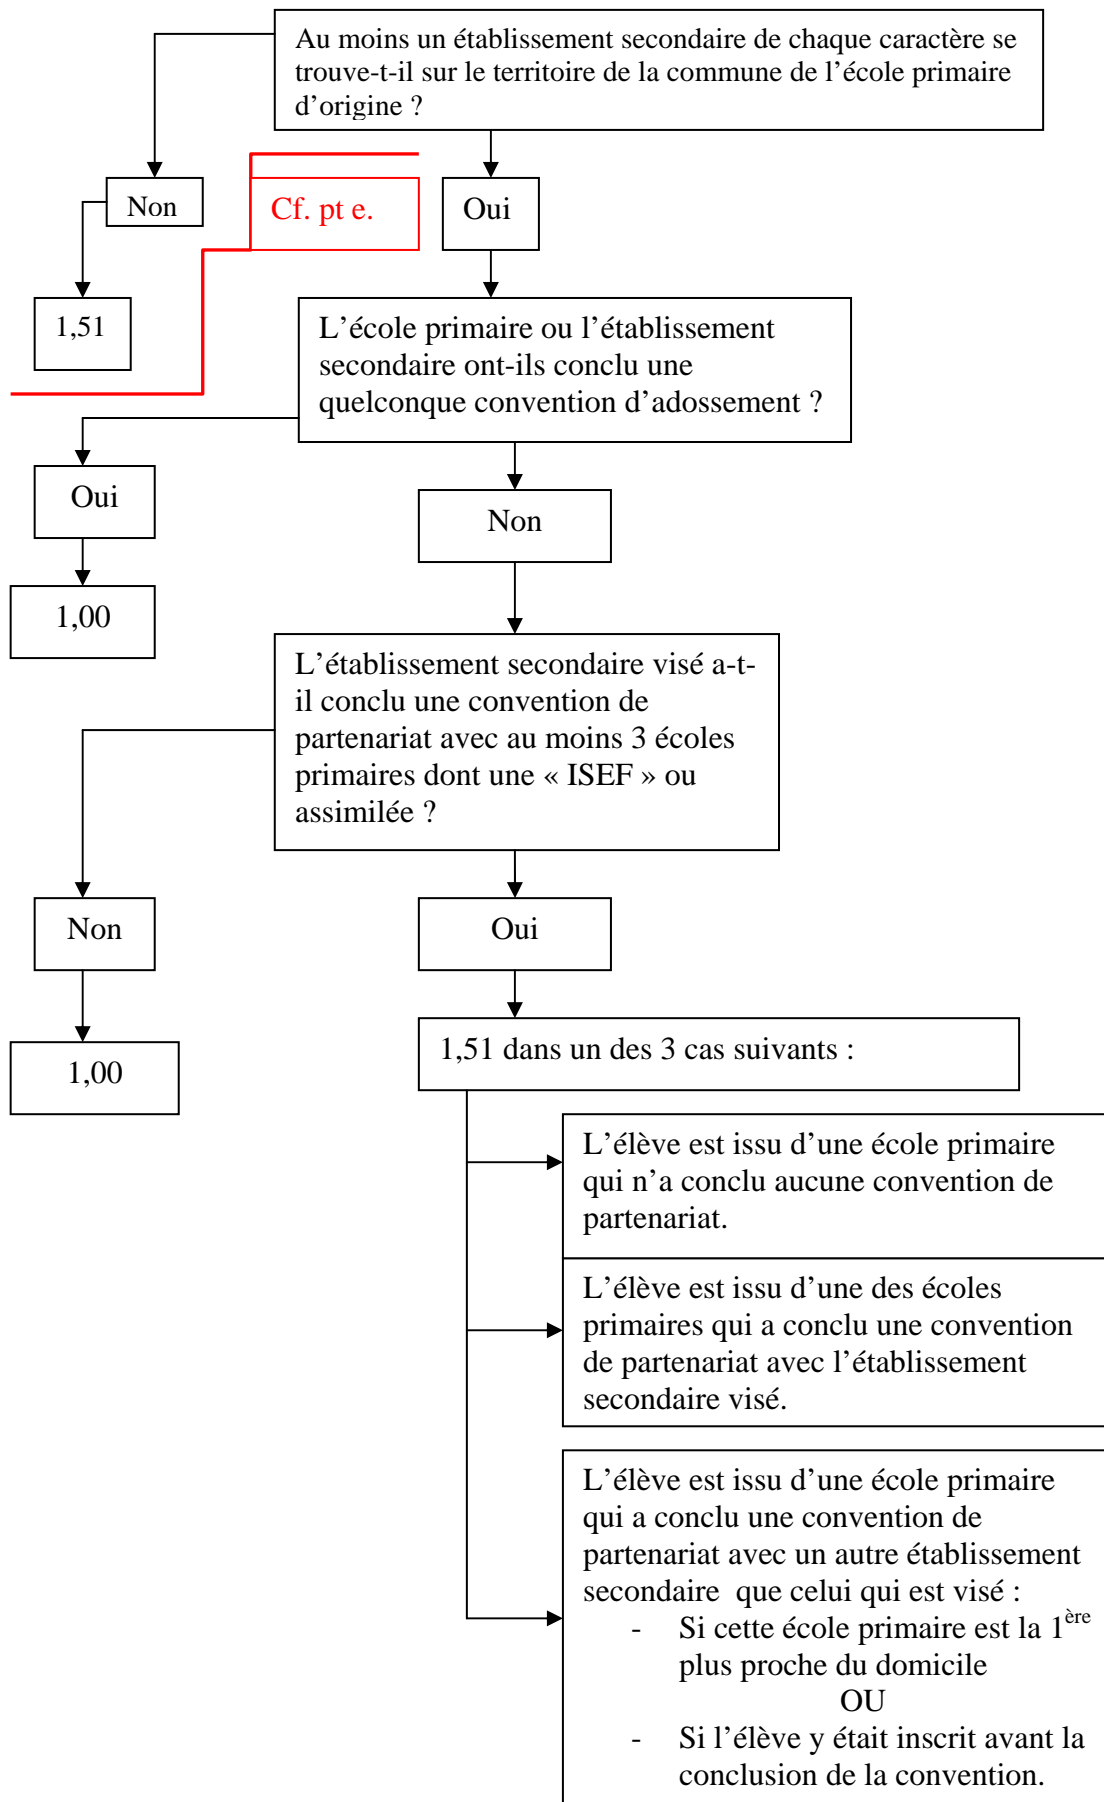 Au moins un établissement secondaire de chaque caractère se
trouve-t-il sur le territoire de la commune de l’école primaire
d’origine ?
Non
Cf. pt e.
Oui
1,51
L’école primaire ou l’établissement
secondaire ont-ils conclu une
quelconque convention d’adossement ?
Oui
Non
1,00
L’établissement secondaire visé a-t-
il conclu une convention de
partenariat avec au moins 3 écoles
primaires dont une « ISEF » ou
assimilée ?
Non
Oui
1,00
1,51 dans un des 3 cas suivants :
L’élève est issu d’une école primaire
qui n’a conclu aucune convention de
partenariat.
L’élève est issu d’une des écoles
primaires qui a conclu une convention
de partenariat avec l’établissement
secondaire visé.
L’élève est issu d’une école primaire
qui a conclu une convention de
partenariat avec un autre établissement
secondaire que celui qui est visé :
- Si cette école primaire est la 1ère
plus proche du domicile
OU
- Si l’élève y était inscrit avant la
conclusion de la convention.